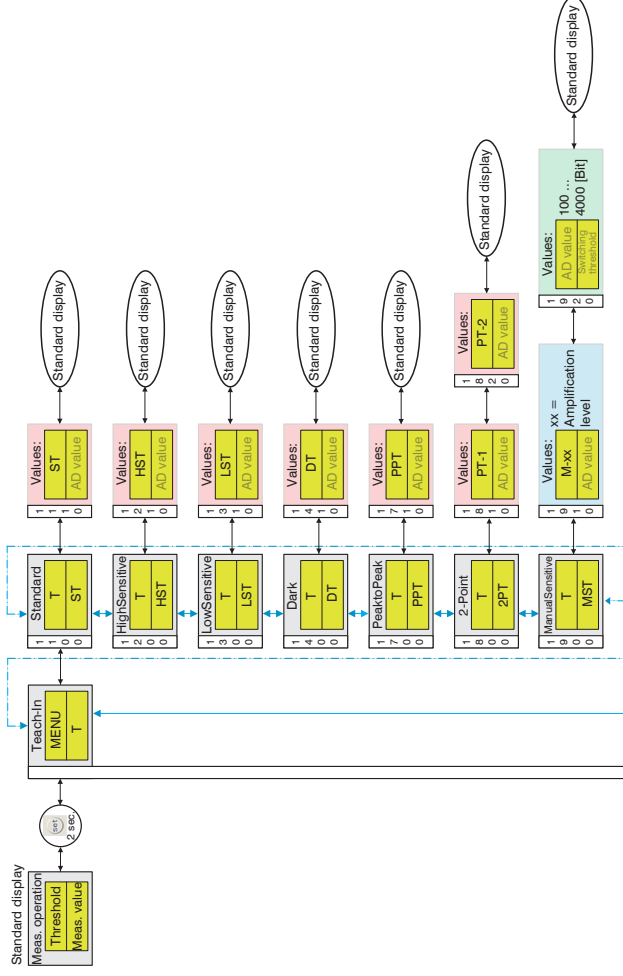 Standard display
Meas. operation
Threshold
Meas. value
set
2 sec.
Teach-In
MENU
T
Standard
T
ST
1
1
0
0
Values:
ST
AD value
1
1
1
0
Standard display
HighSensitive
T
HST
1
2
0
0
Values:
HST
AD value
1
2
1
0
Standard display
LowSensitive
T
LST
1
3
0
0
Values:
LST
AD value
1
3
1
0
Standard display
Dark
T
DT
1
4
0
0
Values:
DT
AD value
1
4
1
0
Standard display
PeaktoPeak
T
PPT
1
7
0
0
Values:
PPT
AD value
1
7
1
0
Standard display
2-Point
T
2PT
1
8
0
0
Values:
PT-1
AD value
1
8
1
0
Values:
PT-2
AD value
1
8
2
0
Standard display
ManualSensitive
T
MST
1
9
0
0
Values:
M-xx
AD value
xx =
Amplification
level
1
9
1
0
Values:
AD value
Switching
threshold
100 ...
4000 [Bit]
1
9
2
0
Standard display